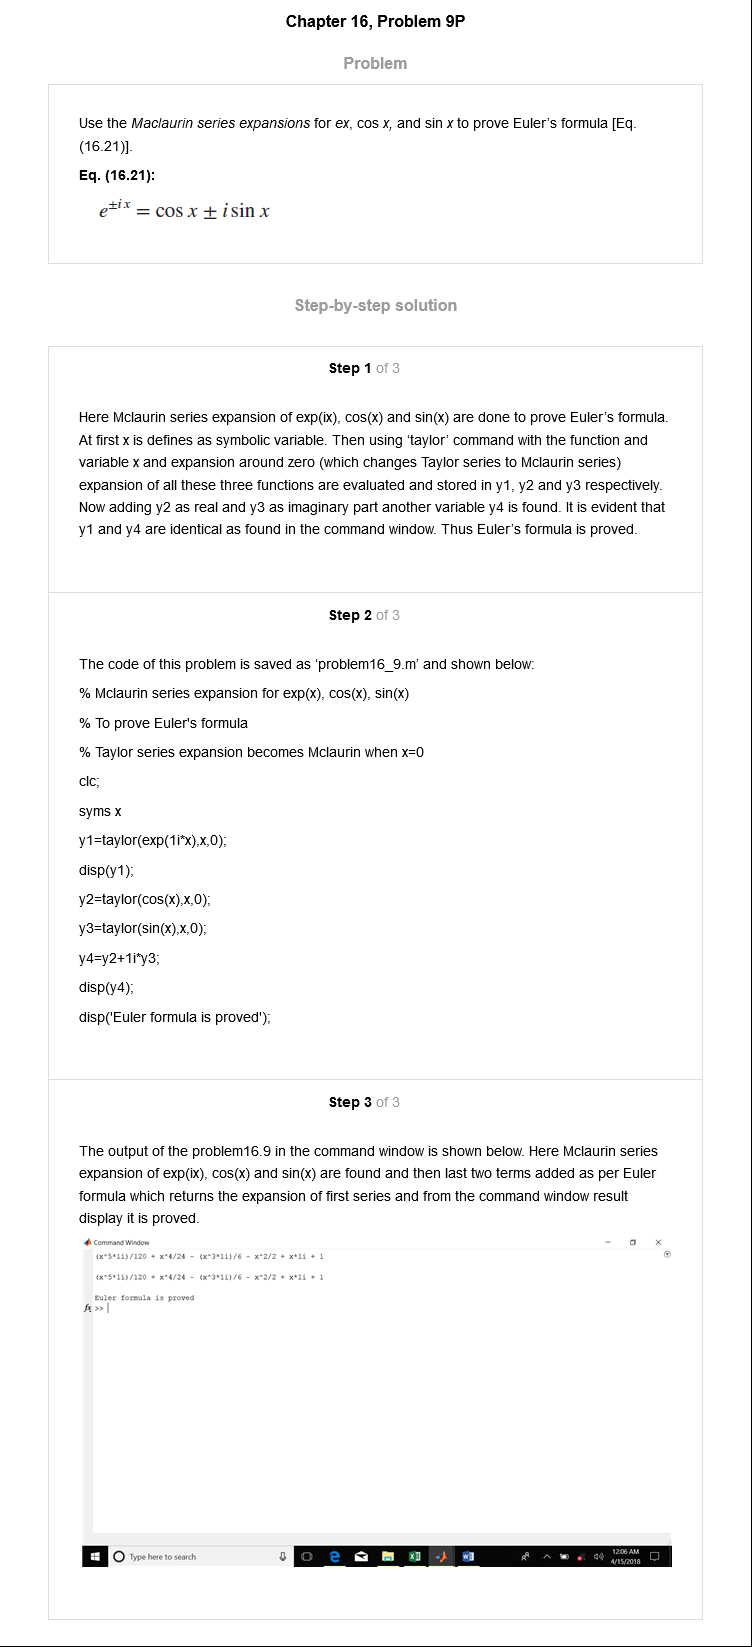 Chapter 16, Problem 9P
Problem
Use the Maclaurin series expansions for ex, cos x, and sin x to prove Euler's formula [Eq.
(16.21)].
Eq. (16.21):
e^{±ix} = cos x ± i sin x
Step-by-step solution
Step 1 of 3
Here Mclaurin series expansion of exp(ix), cos(x) and sin(x) are done to prove Euler's formula.
At first x is defines as symbolic variable. Then using 'taylor' command with the function and
variable x and expansion around zero (which changes Taylor series to Mclaurin series)
expansion of all these three functions are evaluated and stored in y1, y2 and y3 respectively.
Now adding y2 as real and y3 as imaginary part another variable y4 is found. It is evident that
y1 and y4 are identical as found in the command window. Thus Euler's formula is proved.
Step 2 of 3
The code of this problem is saved as 'problem16_9.m' and shown below:
% Mclaurin series expansion for exp(x), cos(x), sin(x)
% To prove Euler's formula
% Taylor series expansion becomes Mclaurin when x=0
clc;
syms x
y1=taylor(exp(1i*x),x,0);
disp(y1);
y2=taylor(cos(x),x,0);
y3=taylor(sin(x),x,0);
y4=y2+1i*y3;
disp(y4);
disp('Euler formula is proved');
Step 3 of 3
The output of the problem16.9 in the command window is shown below. Here Mclaurin series
expansion of exp(ix), cos(x) and sin(x) are found and then last two terms added as per Euler
formula which returns the expansion of first series and from the command window result
display it is proved.
Command Window
(x^5*1i)/120 + x^4/24 - (x^3*1i)/6 - x^2/2 + x*1i + 1
(x^5*1i)/120 + x^4/24 - (x^3*1i)/6 - x^2/2 + x*1i + 1
Euler formula is proved
fx >>
Type here to search
12:06 AM
4/15/2018